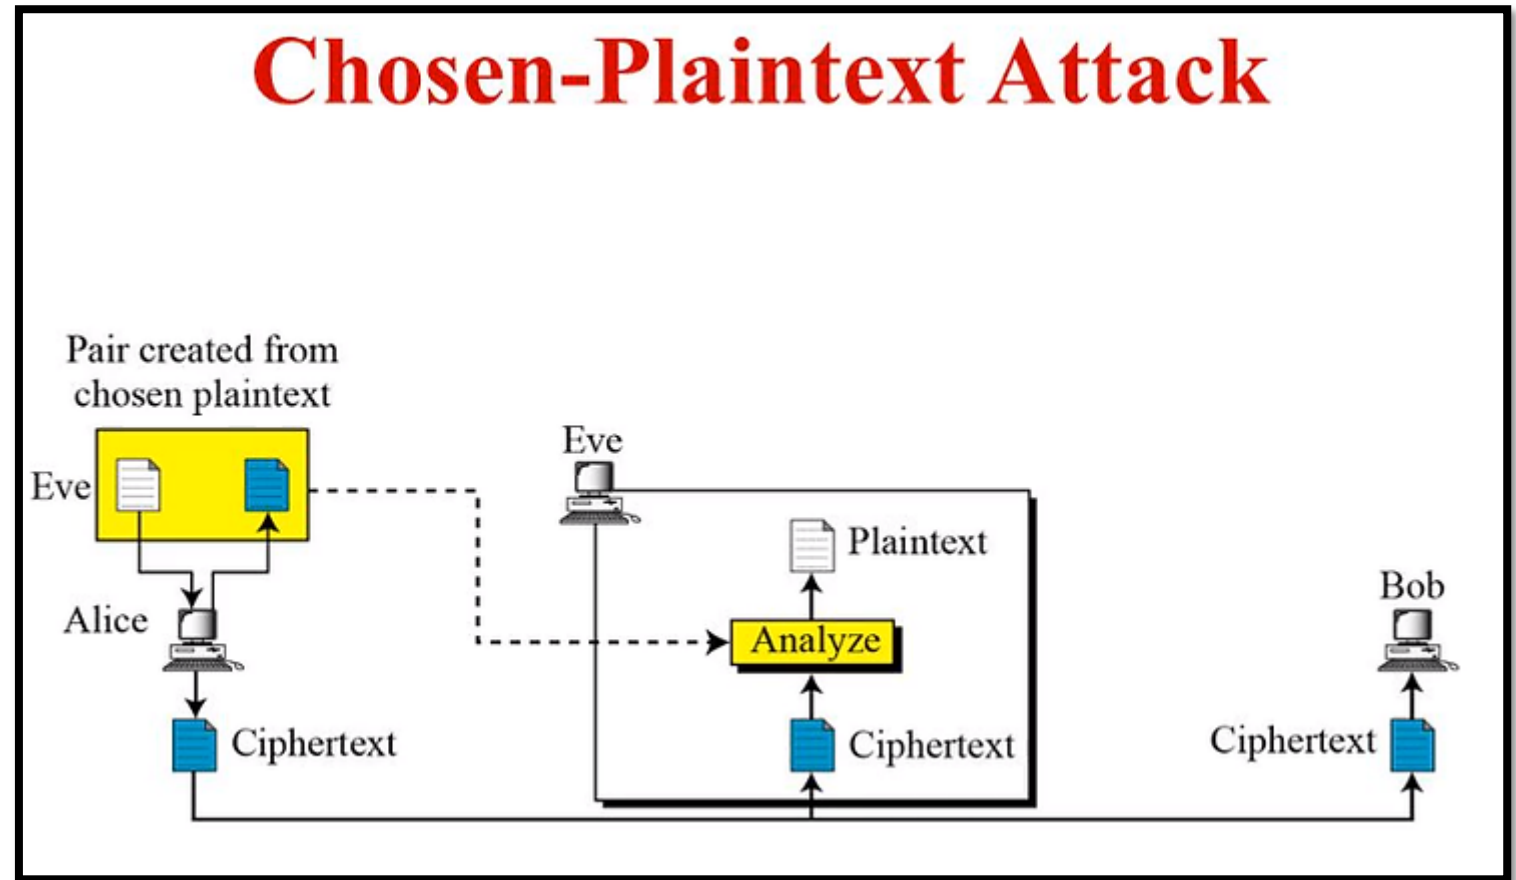 Chosen-Plaintext Attack
Pair created from
chosen plaintext
Eve
Eve
Plaintext
Bob
Alice
Analyze
Ciphertext
Ciphertext
Ciphertext